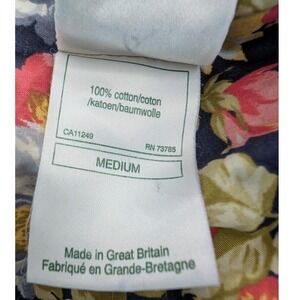 100% cotton/coton
/katoen/baumwolle
CA11249 RN 73785
MEDIUM
Made in Great Britain
Fabriqué en Grande-Bretagne